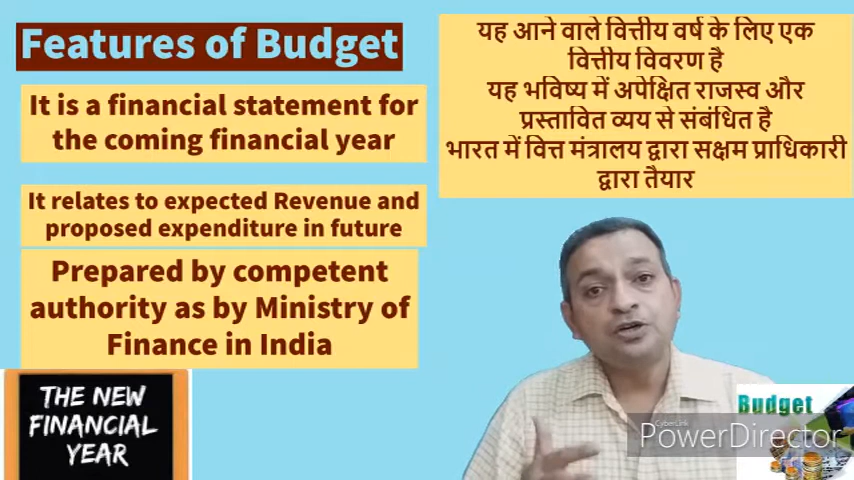 Features of Budget
It is a financial statement for
the coming financial year
It relates to expected Revenue and
proposed expenditure in future
Prepared by competent
authority as by Ministry of
Finance in India
THE NEW
FINANCIAL
YEAR
यह आने वाले वित्तीय वर्ष के लिए एक
वित्तीय विवरण है
यह भविष्य में अपेक्षित राजस्व और
प्रस्तावित व्यय से संबंधित है
भारत में वित्त मंत्रालय द्वारा सक्षम प्राधिकारी
द्वारा तैयार
Budget
CyberLink
PowerDirector